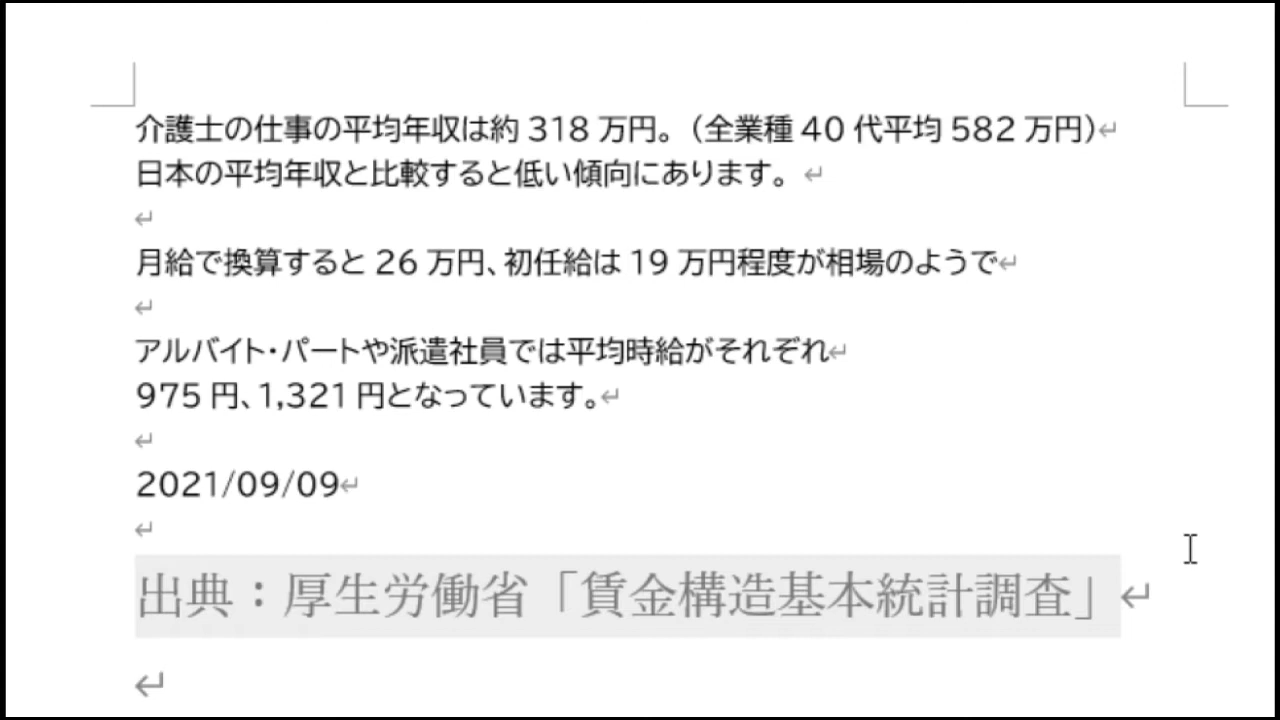 介護士の仕事の平均年収は約 318 万円。（全業種 40 代平均 582 万円）↵
日本の平均年収と比較すると低い傾向にあります。 ↵
↵
月給で換算すると 26 万円、初任給は 19 万円程度が相場のようで↵
↵
アルバイト・パートや派遣社員では平均時給がそれぞれ↵
975 円、1,321 円となっています。↵
↵
2021/09/09↵
↵
出典：厚生労働省「賃金構造基本統計調査」↵
↵